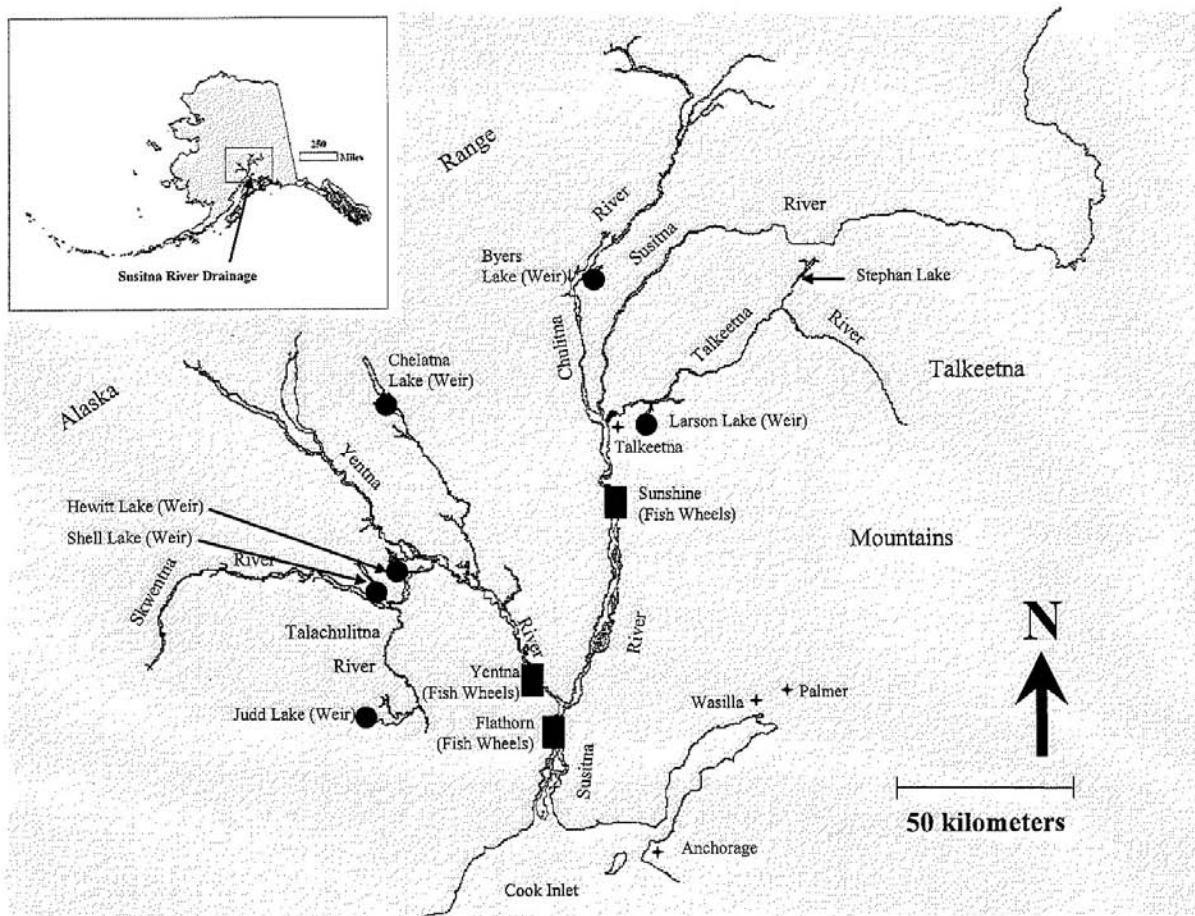 250
Miles
Susitna River Drainage
Range
River
Susitna
River
Byers
Lake (Weir)
Stephan Lake
Chulitna
Talkeetna
River
Talkeetna
Chelatna
Lake (Weir)
Alaska
Larson Lake (Weir)
Talkeetna
Yentna
Sunshine
(Fish Wheels)
Hewitt Lake (Weir)
Shell Lake (Weir)
Mountains
River
Skwentna
Talachulitna
River
River
River
N
Yentna
(Fish Wheels)
Wasilla
Palmer
Judd Lake (Weir)
Flathorn
(Fish Wheels)
Susitna
50 kilometers
Anchorage
Cook Inlet